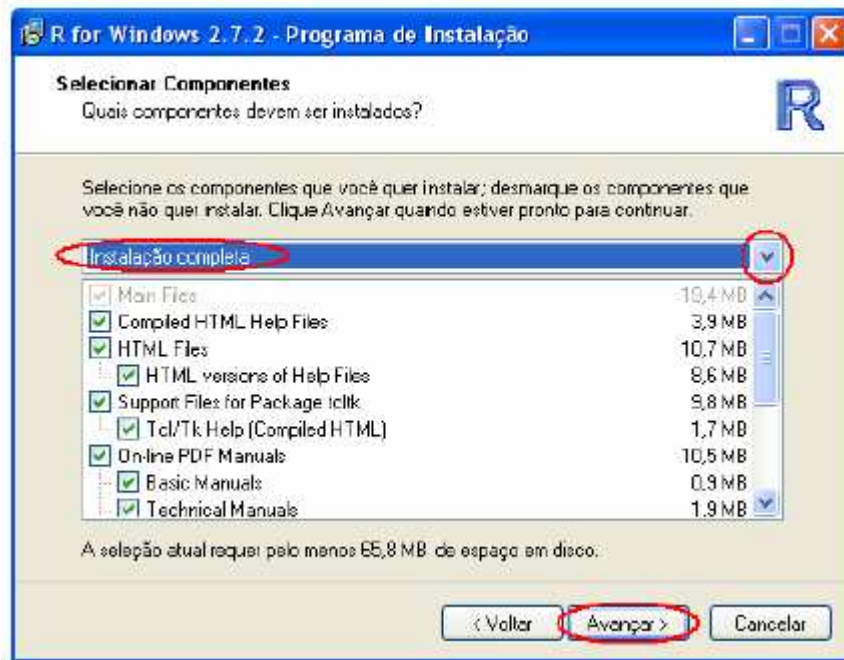 R for Windows 2.7.2 - Programa de Instalação
Selecionar Componentes
Quais componentes devem ser instalados?
R
Selecione os componentes que você quer instalar; desmarque os componentes que
você não quer instalar. Clique Avançar quando estiver pronto para continuar.
Instalação completa
Main Files 19,4 MB
Compiled HTML Help Files 3,9 MB
HTML Files 10,7 MB
HTML versions of Help Files 8,6 MB
Support Files for Package tcltk 9,8 MB
Tcl/Tk Help (Compiled HTML) 1,7 MB
On-line PDF Manuals 10,5 MB
Basic Manuals 0,9 MB
Technical Manuals 1,9 MB
A seleção atual requer pelo menos 65,8 MB de espaço em disco.
< Voltar Avançar > Cancelar